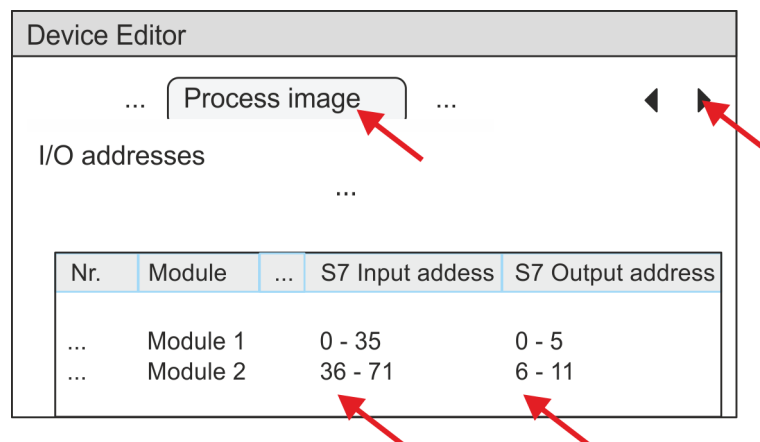 Device Editor
... Process image ...
I/O addresses
...
Nr. Module ... S7 Input addess S7 Output address
... Module 1 0 - 35 0 - 5
... Module 2 36 - 71 6 - 11